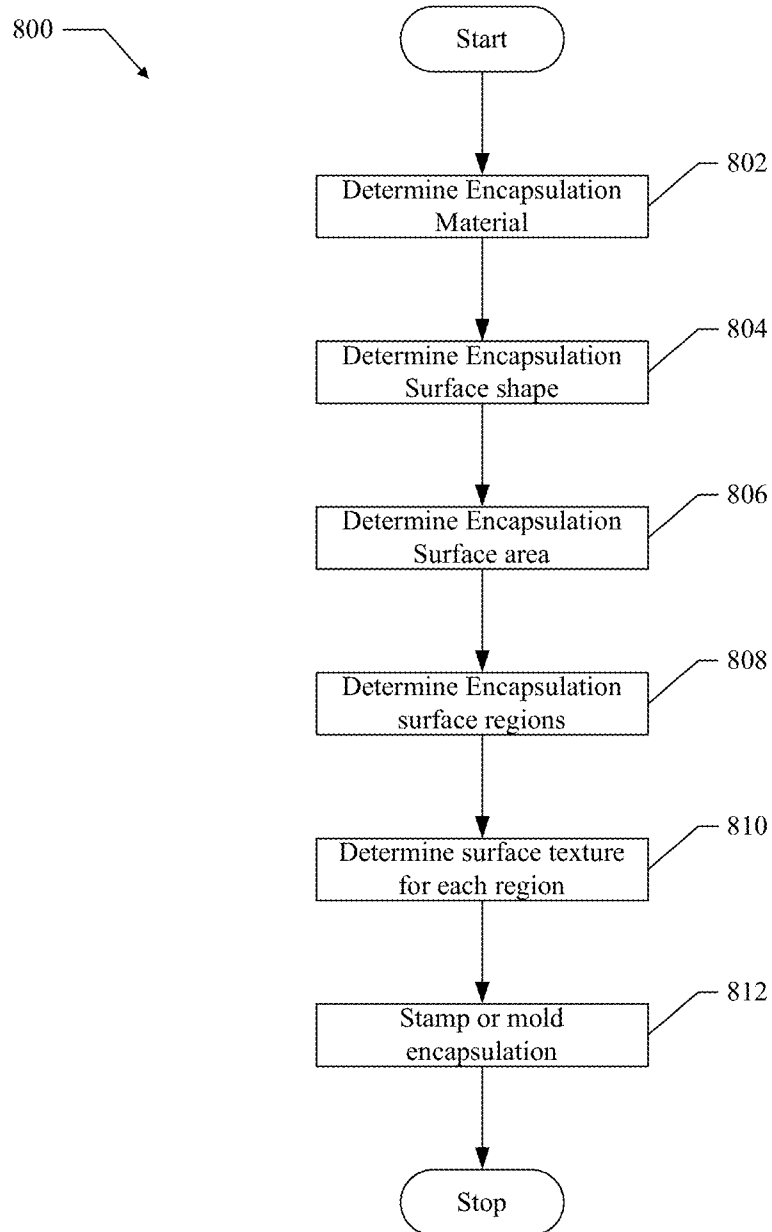 800
Start
802
Determine Encapsulation
Material
804
Determine Encapsulation
Surface shape
806
Determine Encapsulation
Surface area
808
Determine Encapsulation
surface regions
810
Determine surface texture
for each region
812
Stamp or mold
encapsulation
Stop